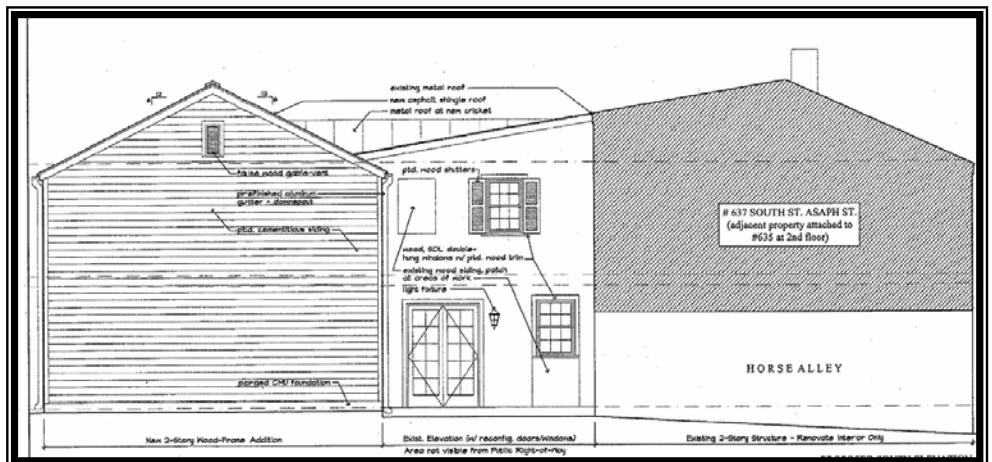 existing metal roof
new asphalt shingle roof
metal roof at new cricket
12
12
false wood gable-vent
ptd. wood shutters
prefinished alumin.
gutter + downspout
ptd. cementitious siding
# 637 SOUTH ST. ASAPH ST.
(adjacent property attached to
#635 at 2nd floor)
wood, SDL double-
hung windows w/ ptd. wood trim
existing wood siding, patch
at areas of work
light fixture
HORSE ALLEY
parged CMU foundation
New 2-Story Wood-Frame Addition
Exist. Elevation (w/ reconfig. doors/windows)
Area not visible from Public Right-of-Way
Existing 2-Story Structure - Renovate Interior Only
PROPOSED SOUTH ELEVATION